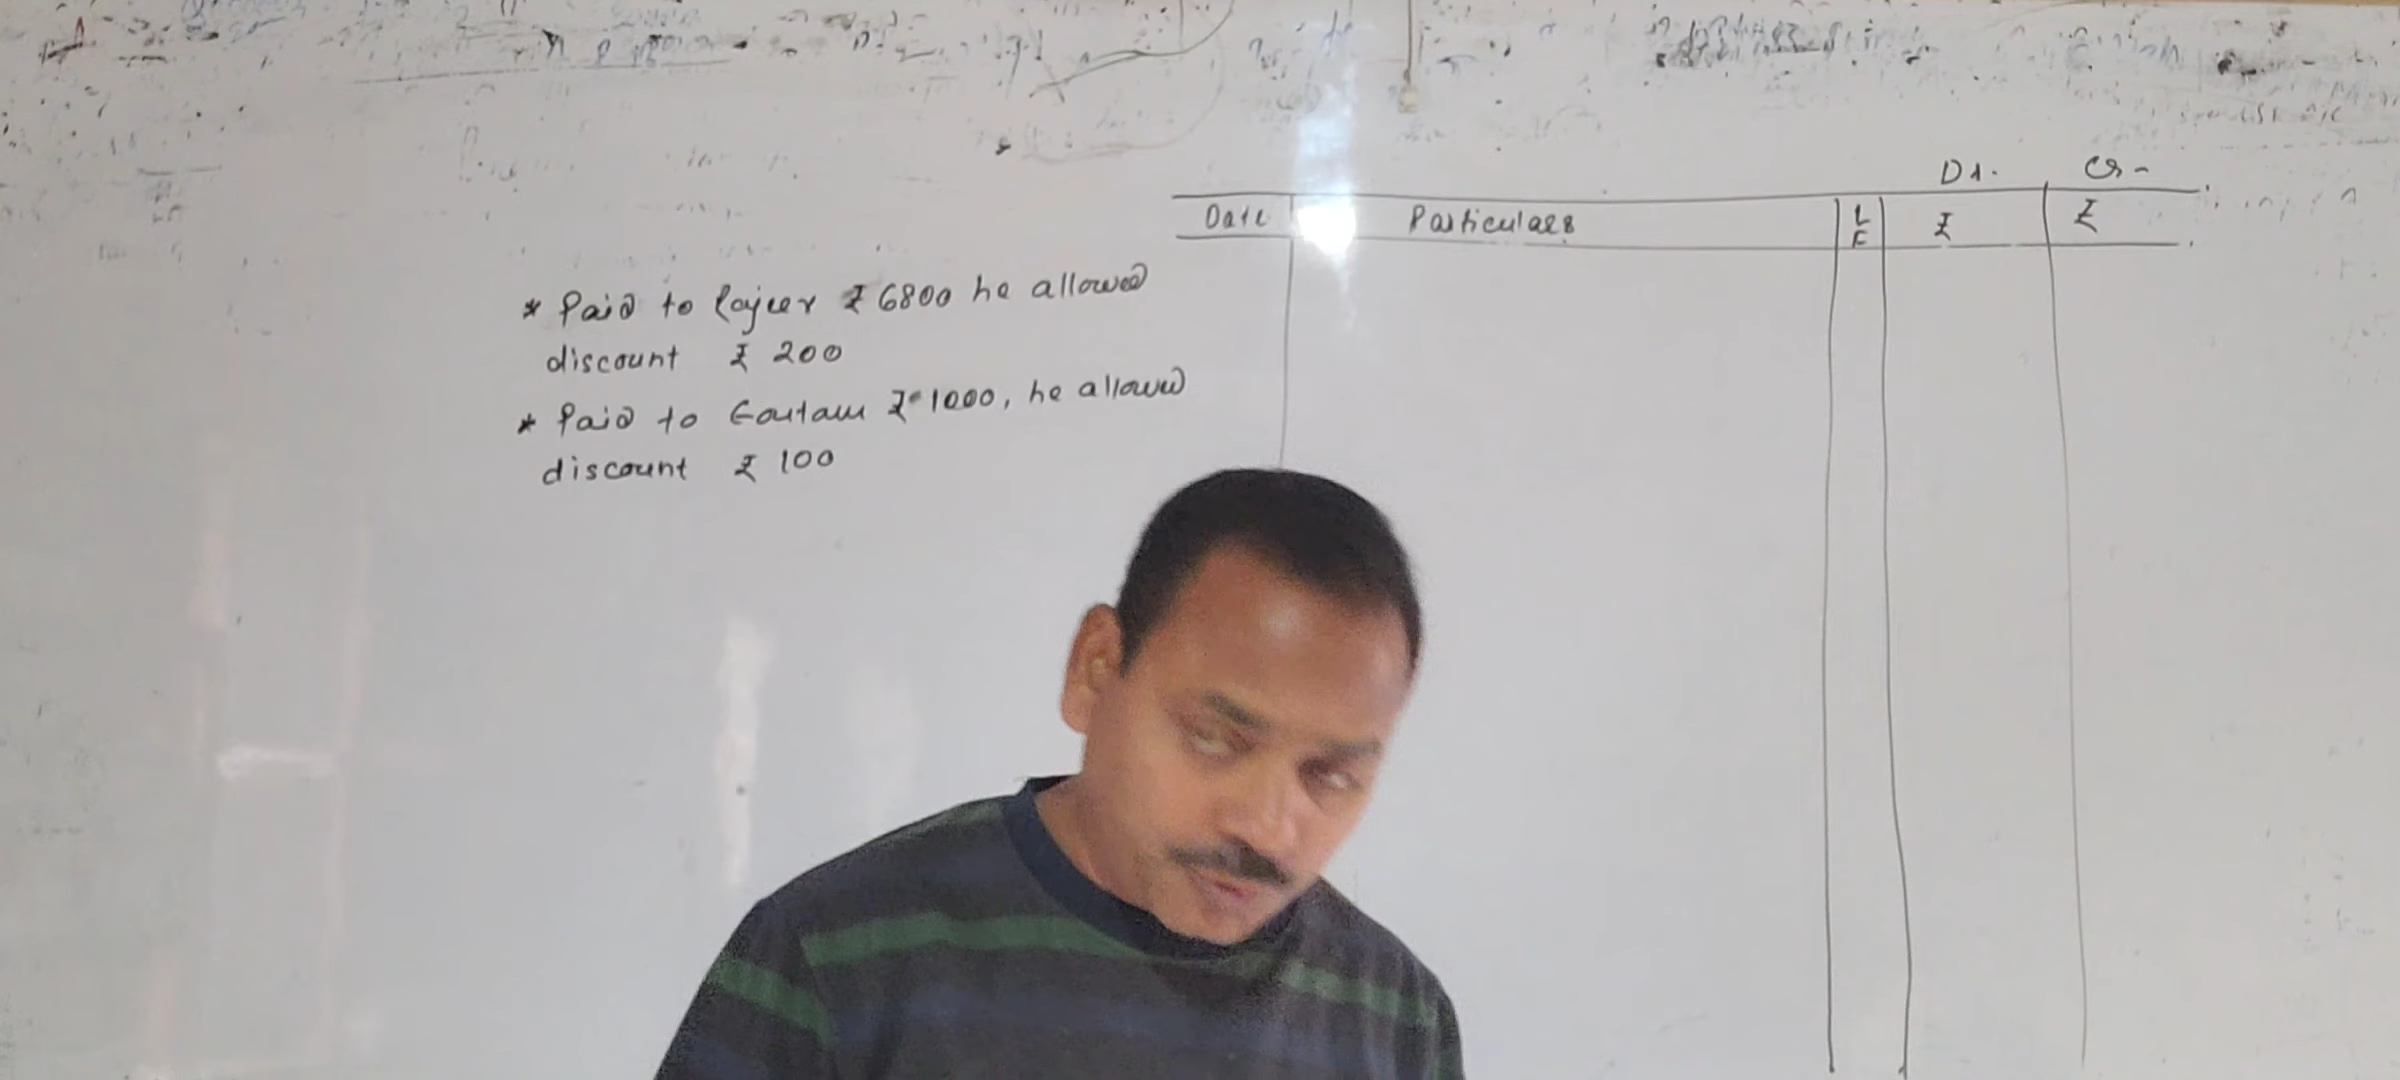 Dr. Cr -
Date Particulars L F ₹ ₹
* Paid to Rajeev ₹ 6800 he allowed
discount ₹ 200
* Paid to Goutam ₹ 1000, he allowed
discount ₹ 100